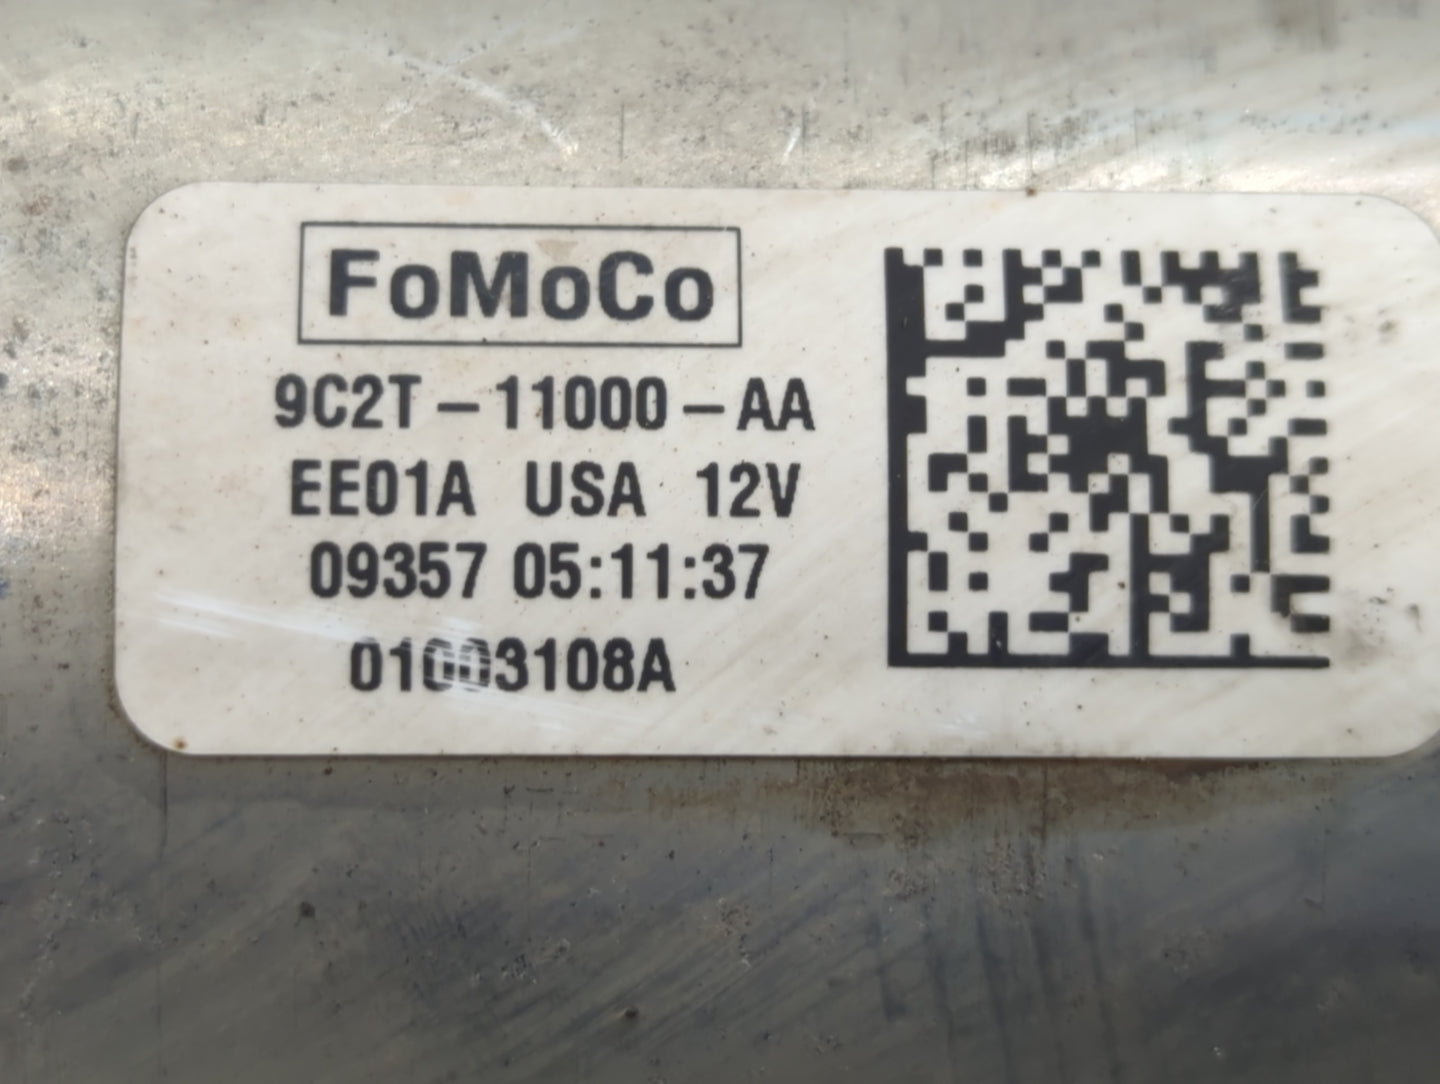 FoMoCo
9C2T-11000-AA
EE01A USA 12V
09357 05:11:37
01003108A